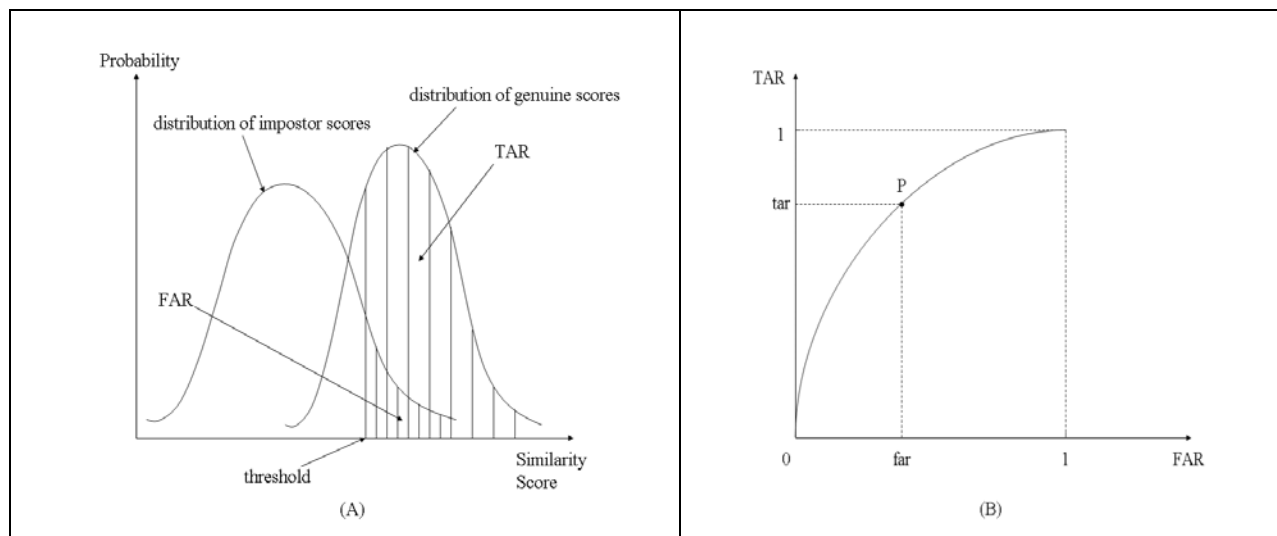 Probability
distribution of genuine scores
distribution of impostor scores
TAR
FAR
threshold
Similarity
Score
(A)
TAR
1
P
tar
0
far
1
FAR
(B)